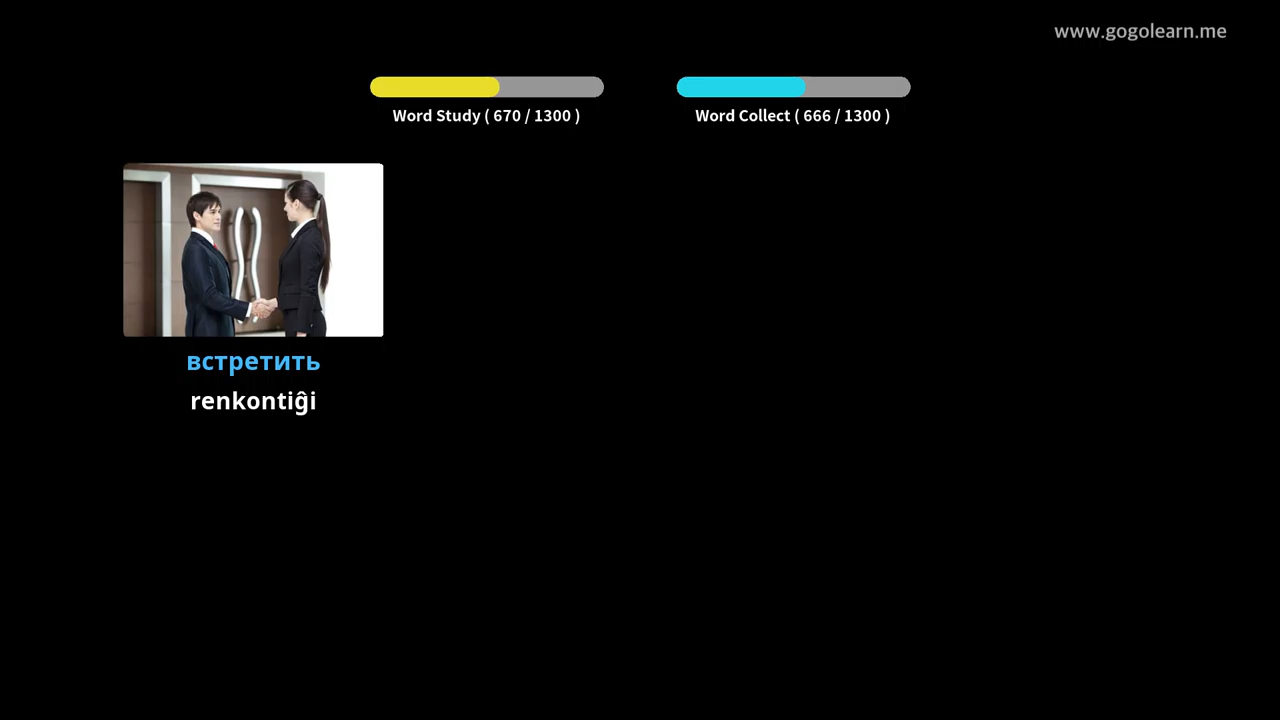 www.gogolearn.me
Word Study ( 670 / 1300 )
Word Collect ( 666 / 1300 )
встретить
renkontiĝi